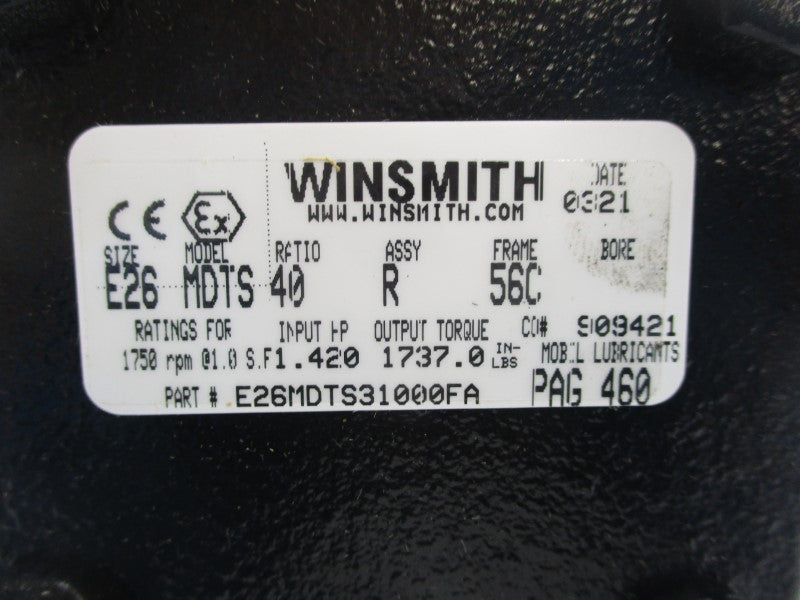 WINSMITH
WWW.WINSMITH.COM
DATE
0321
CE Ex
SIZE MODEL RATIO ASSY FRAME BORE
E26 MDTS 40 R 56C
RATINGS FOR INPUT HP OUTPUT TORQUE CO# 909421
1750 rpm @1.0 S.F 1.420 1737.0 IN-LBS MOBIL LUBRICANTS
PART # E26MDTS31000FA PAG 460